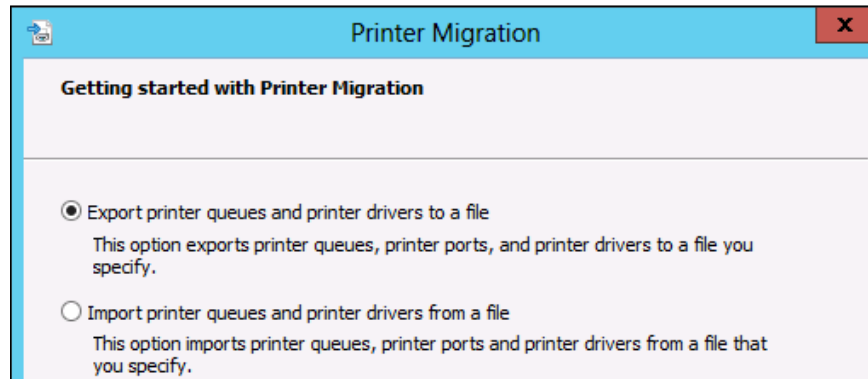 Printer Migration
x
Getting started with Printer Migration
Export printer queues and printer drivers to a file
This option exports printer queues, printer ports, and printer drivers to a file you
specify.
Import printer queues and printer drivers from a file
This option imports printer queues, printer ports and printer drivers from a file that
you specify.